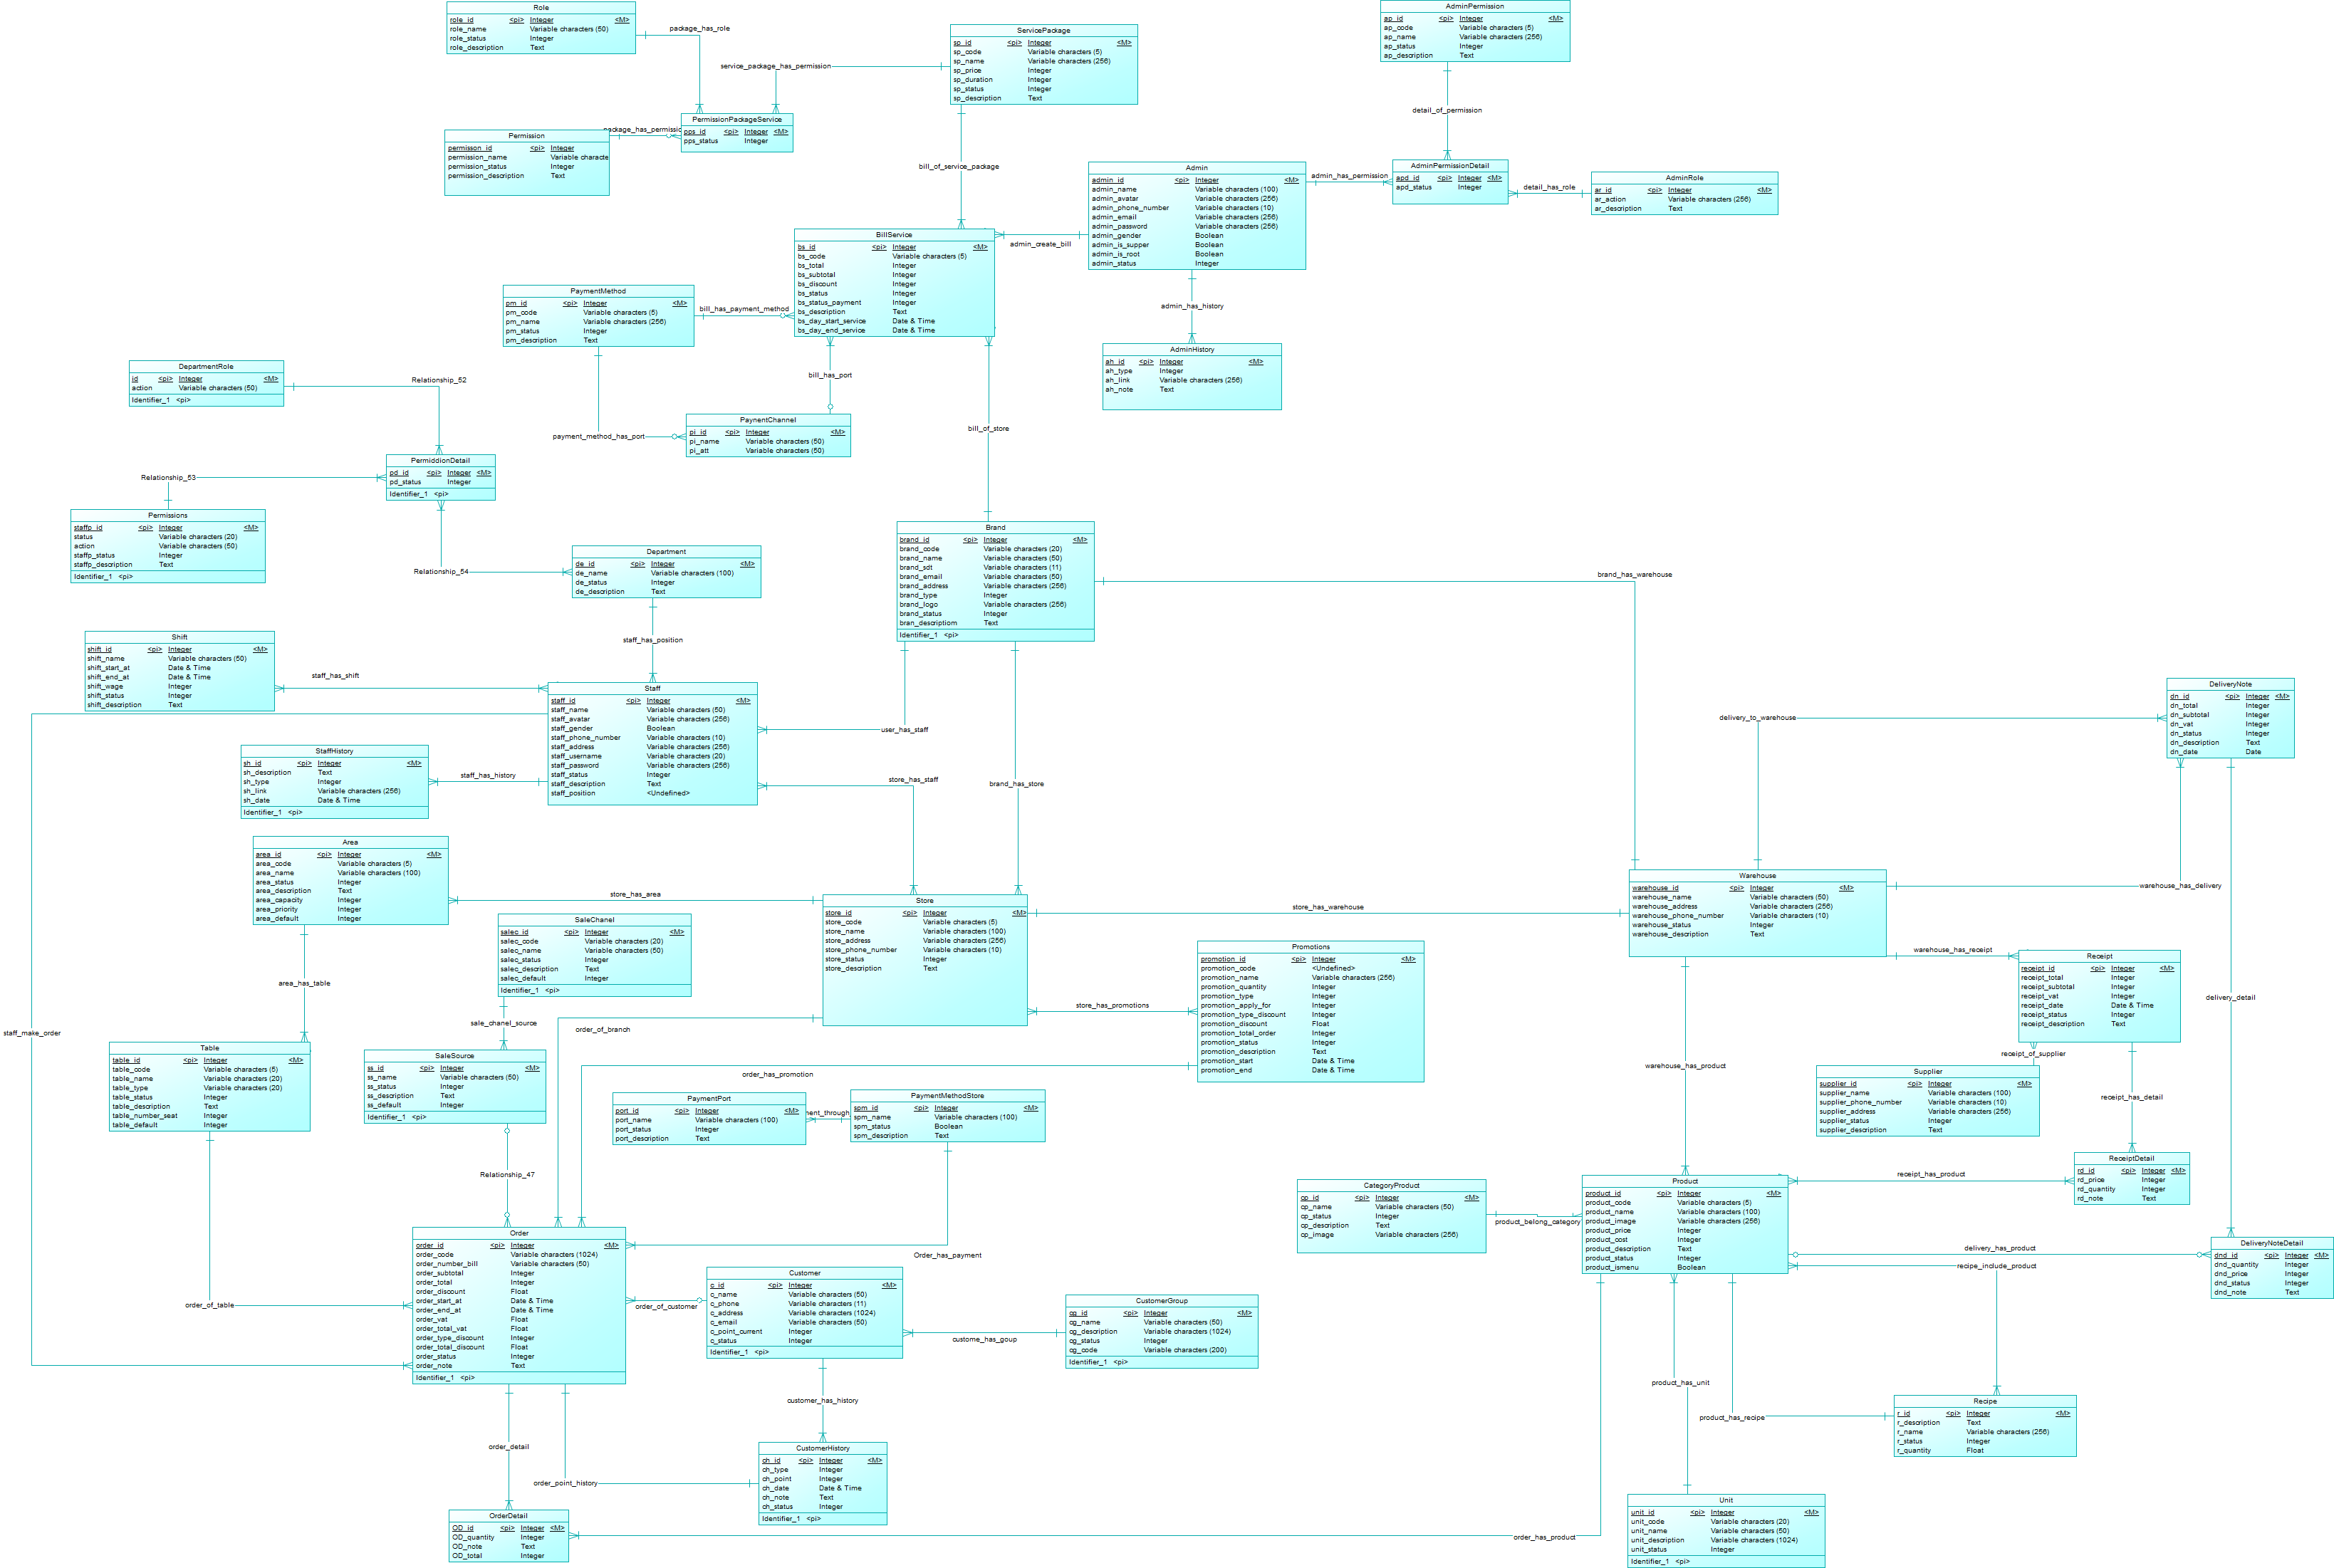 Role
role_id <pi> Integer <M>
role_name Variable characters (50)
role_status Integer
role_description Text
package_has_role
ServicePackage
sp_id <pi> Integer <M>
sp_code Variable characters (5)
sp_name Variable characters (256)
sp_price Integer
sp_duration Integer
sp_status Integer
sp_description Text
service_package_has_permission
AdminPermission
ap_id <pi> Integer <M>
ap_code Variable characters (5)
ap_name Variable characters (256)
ap_status Integer
ap_description Text
detail_of_permission
PermissionPackageService
pps_id <pi> Integer <M>
pps_status Integer
package_has_permissic
Permission
permisson_id <pi> Integer
permission_name Variable characte
permission_status Integer
permission_description Text
bill_of_service_package
Admin
admin_id <pi> Integer <M>
admin_name Variable characters (100)
admin_avatar Variable characters (256)
admin_phone_number Variable characters (10)
admin_email Variable characters (256)
admin_password Variable characters (256)
admin_gender Boolean
admin_is_supper Boolean
admin_is_root Boolean
admin_status Integer
admin_has_permission
AdminPermissionDetail
apd_id <pi> Integer <M>
apd_status Integer
detail_has_role
AdminRole
ar_id <pi> Integer <M>
ar_action Variable characters (256)
ar_description Text
BillService
bs_id <pi> Integer <M>
bs_code Variable characters (5)
bs_total Integer
bs_subtotal Integer
bs_discount Integer
bs_status Integer
bs_status_payment Integer
bs_description Text
bs_day_start_service Date & Time
bs_day_end_service Date & Time
admin_create_bill
admin_has_history
PaymentMethod
pm_id <pi> Integer <M>
pm_code Variable characters (5)
pm_name Variable characters (256)
pm_status Integer
pm_description Text
bill_has_payment_method
AdminHistory
ah_id <pi> Integer <M>
ah_type Integer
ah_link Variable characters (256)
ah_note Text
DepartmentRole
id <pi> Integer <M>
action Variable characters (50)
Identifier_1 <pi>
Relationship_52
bill_has_port
PaynentChannel
pi_id <pi> Integer <M>
pi_name Variable characters (50)
pi_att Variable characters (50)
payment_method_has_port
bill_of_store
PermiddionDetail
pd_id <pi> Integer <M>
pd_status Integer
Identifier_1 <pi>
Relationship_53
Permissions
staffp_id <pi> Integer <M>
status Variable characters (20)
action Variable characters (50)
staffp_status Integer
staffp_description Text
Identifier_1 <pi>
Relationship_54
Department
de_id <pi> Integer <M>
de_name Variable characters (100)
de_status Integer
de_description Text
Brand
brand_id <pi> Integer <M>
brand_code Variable characters (20)
brand_name Variable characters (50)
brand_sdt Variable characters (11)
brand_email Variable characters (50)
brand_address Variable characters (256)
brand_type Integer
brand_logo Variable characters (256)
brand_status Integer
bran_descriptiom Text
Identifier_1 <pi>
brand_has_warehouse
staff_has_position
Shift
shift_id <pi> Integer <M>
shift_name Variable characters (50)
shift_start_at Date & Time
shift_end_at Date & Time
shift_wage Integer
shift_status Integer
shift_description Text
staff_has_shift
Staff
staff_id <pi> Integer <M>
staff_name Variable characters (50)
staff_avatar Variable characters (256)
staff_gender Boolean
staff_phone_number Variable characters (10)
staff_address Variable characters (256)
staff_username Variable characters (20)
staff_password Variable characters (256)
staff_status Integer
staff_description Text
staff_position <Undefined>
user_has_staff
DeliveryNote
dn_id <pi> Integer <M>
dn_total Integer
dn_subtotal Integer
dn_vat Integer
dn_status Integer
dn_description Text
dn_date Date
delivery_to_warehouse
StaffHistory
sh_id <pi> Integer <M>
sh_description Text
sh_type Integer
sh_link Variable characters (256)
sh_date Date & Time
Identifier_1 <pi>
staff_has_history
store_has_staff
brand_has_store
Area
area_id <pi> Integer <M>
area_code Variable characters (5)
area_name Variable characters (100)
area_status Integer
area_description Text
area_capacity Integer
area_priority Integer
area_default Integer
store_has_area
Store
store_id <pi> Integer <M>
store_code Variable characters (5)
store_name Variable characters (100)
store_address Variable characters (256)
store_phone_number Variable characters (10)
store_status Integer
store_description Text
store_has_warehouse
Warehouse
warehouse_id <pi> Integer <M>
warehouse_name Variable characters (50)
warehouse_address Variable characters (256)
warehouse_phone_number Variable characters (10)
warehouse_status Integer
warehouse_description Text
warehouse_has_delivery
SaleChanel
salec_id <pi> Integer <M>
salec_code Variable characters (20)
salec_name Variable characters (50)
salec_status Integer
salec_description Text
salec_default Integer
Identifier_1 <pi>
Promotions
promotion_id <pi> Integer <M>
promotion_code <Undefined>
promotion_name Variable characters (256)
promotion_quantity Integer
promotion_type Integer
promotion_apply_for Integer
promotion_type_discount Integer
promotion_discount Float
promotion_total_order Integer
promotion_status Integer
promotion_description Text
promotion_start Date & Time
promotion_end Date & Time
store_has_promotions
warehouse_has_receipt
Receipt
receipt_id <pi> Integer <M>
receipt_total Integer
receipt_subtotal Integer
receipt_vat Integer
receipt_date Date & Time
receipt_status Integer
receipt_description Text
delivery_detail
area_has_table
staff_make_order
sale_chanel_source
order_of_branch
Table
table_id <pi> Integer <M>
table_code Variable characters (5)
table_name Variable characters (20)
table_type Variable characters (20)
table_status Integer
table_description Text
table_number_seat Integer
table_default Integer
SaleSource
ss_id <pi> Integer <M>
ss_name Variable characters (50)
ss_status Integer
ss_description Text
ss_default Integer
Identifier_1 <pi>
order_has_promotion
receipt_of_supplier
warehouse_has_product
Supplier
supplier_id <pi> Integer <M>
supplier_name Variable characters (100)
supplier_phone_number Variable characters (10)
supplier_address Variable characters (256)
supplier_status Integer
supplier_description Text
receipt_has_detail
PaymentPort
port_id <pi> Integer <M>
port_name Variable characters (100)
port_status Integer
port_description Text
ent_through
PaymentMethodStore
spm_id <pi> Integer <M>
spm_name Variable characters (100)
spm_status Boolean
spm_description Text
Relationship_47
ReceiptDetail
rd_id <pi> Integer <M>
rd_price Integer
rd_quantity Integer
rd_note Text
receipt_has_product
CategoryProduct
cp_id <pi> Integer <M>
cp_name Variable characters (50)
cp_status Integer
cp_description Text
cp_image Variable characters (256)
product_belong_category
Product
product_id <pi> Integer <M>
product_code Variable characters (5)
product_name Variable characters (100)
product_image Variable characters (256)
product_price Integer
product_cost Integer
product_description Text
product_status Integer
product_ismenu Boolean
delivery_has_product
recipe_include_product
DeliveryNoteDetail
dnd_id <pi> Integer <M>
dnd_quantity Integer
dnd_price Integer
dnd_status Integer
dnd_note Text
Order
order_id <pi> Integer <M>
order_code Variable characters (1024)
order_number_bill Variable characters (50)
order_subtotal Integer
order_total Integer
order_discount Float
order_start_at Date & Time
order_end_at Date & Time
order_vat Float
order_total_vat Float
order_type_discount Integer
order_total_discount Float
order_status Integer
order_note Text
Identifier_1 <pi>
Order_has_payment
order_of_table
order_of_customer
Customer
c_id <pi> Integer <M>
c_name Variable characters (50)
c_phone Variable characters (11)
c_address Variable characters (1024)
c_email Variable characters (50)
c_point_current Integer
c_status Integer
Identifier_1 <pi>
custome_has_goup
CustomerGroup
cg_id <pi> Integer <M>
cg_name Variable characters (50)
cg_description Variable characters (1024)
cg_status Integer
cg_code Variable characters (200)
Identifier_1 <pi>
customer_has_history
product_has_unit
product_has_recipe
Recipe
r_id <pi> Integer <M>
r_description Text
r_name Variable characters (256)
r_status Integer
r_quantity Float
order_detail
order_point_history
CustomerHistory
ch_id <pi> Integer <M>
ch_type Integer
ch_point Integer
ch_date Date & Time
ch_note Text
ch_status Integer
Identifier_1 <pi>
OrderDetail
OD_id <pi> Integer <M>
OD_quantity Integer
OD_note Text
OD_total Integer
order_has_product
Unit
unit_id <pi> Integer <M>
unit_code Variable characters (20)
unit_name Variable characters (50)
unit_description Variable characters (1024)
unit_status Integer
Identifier_1 <pi>